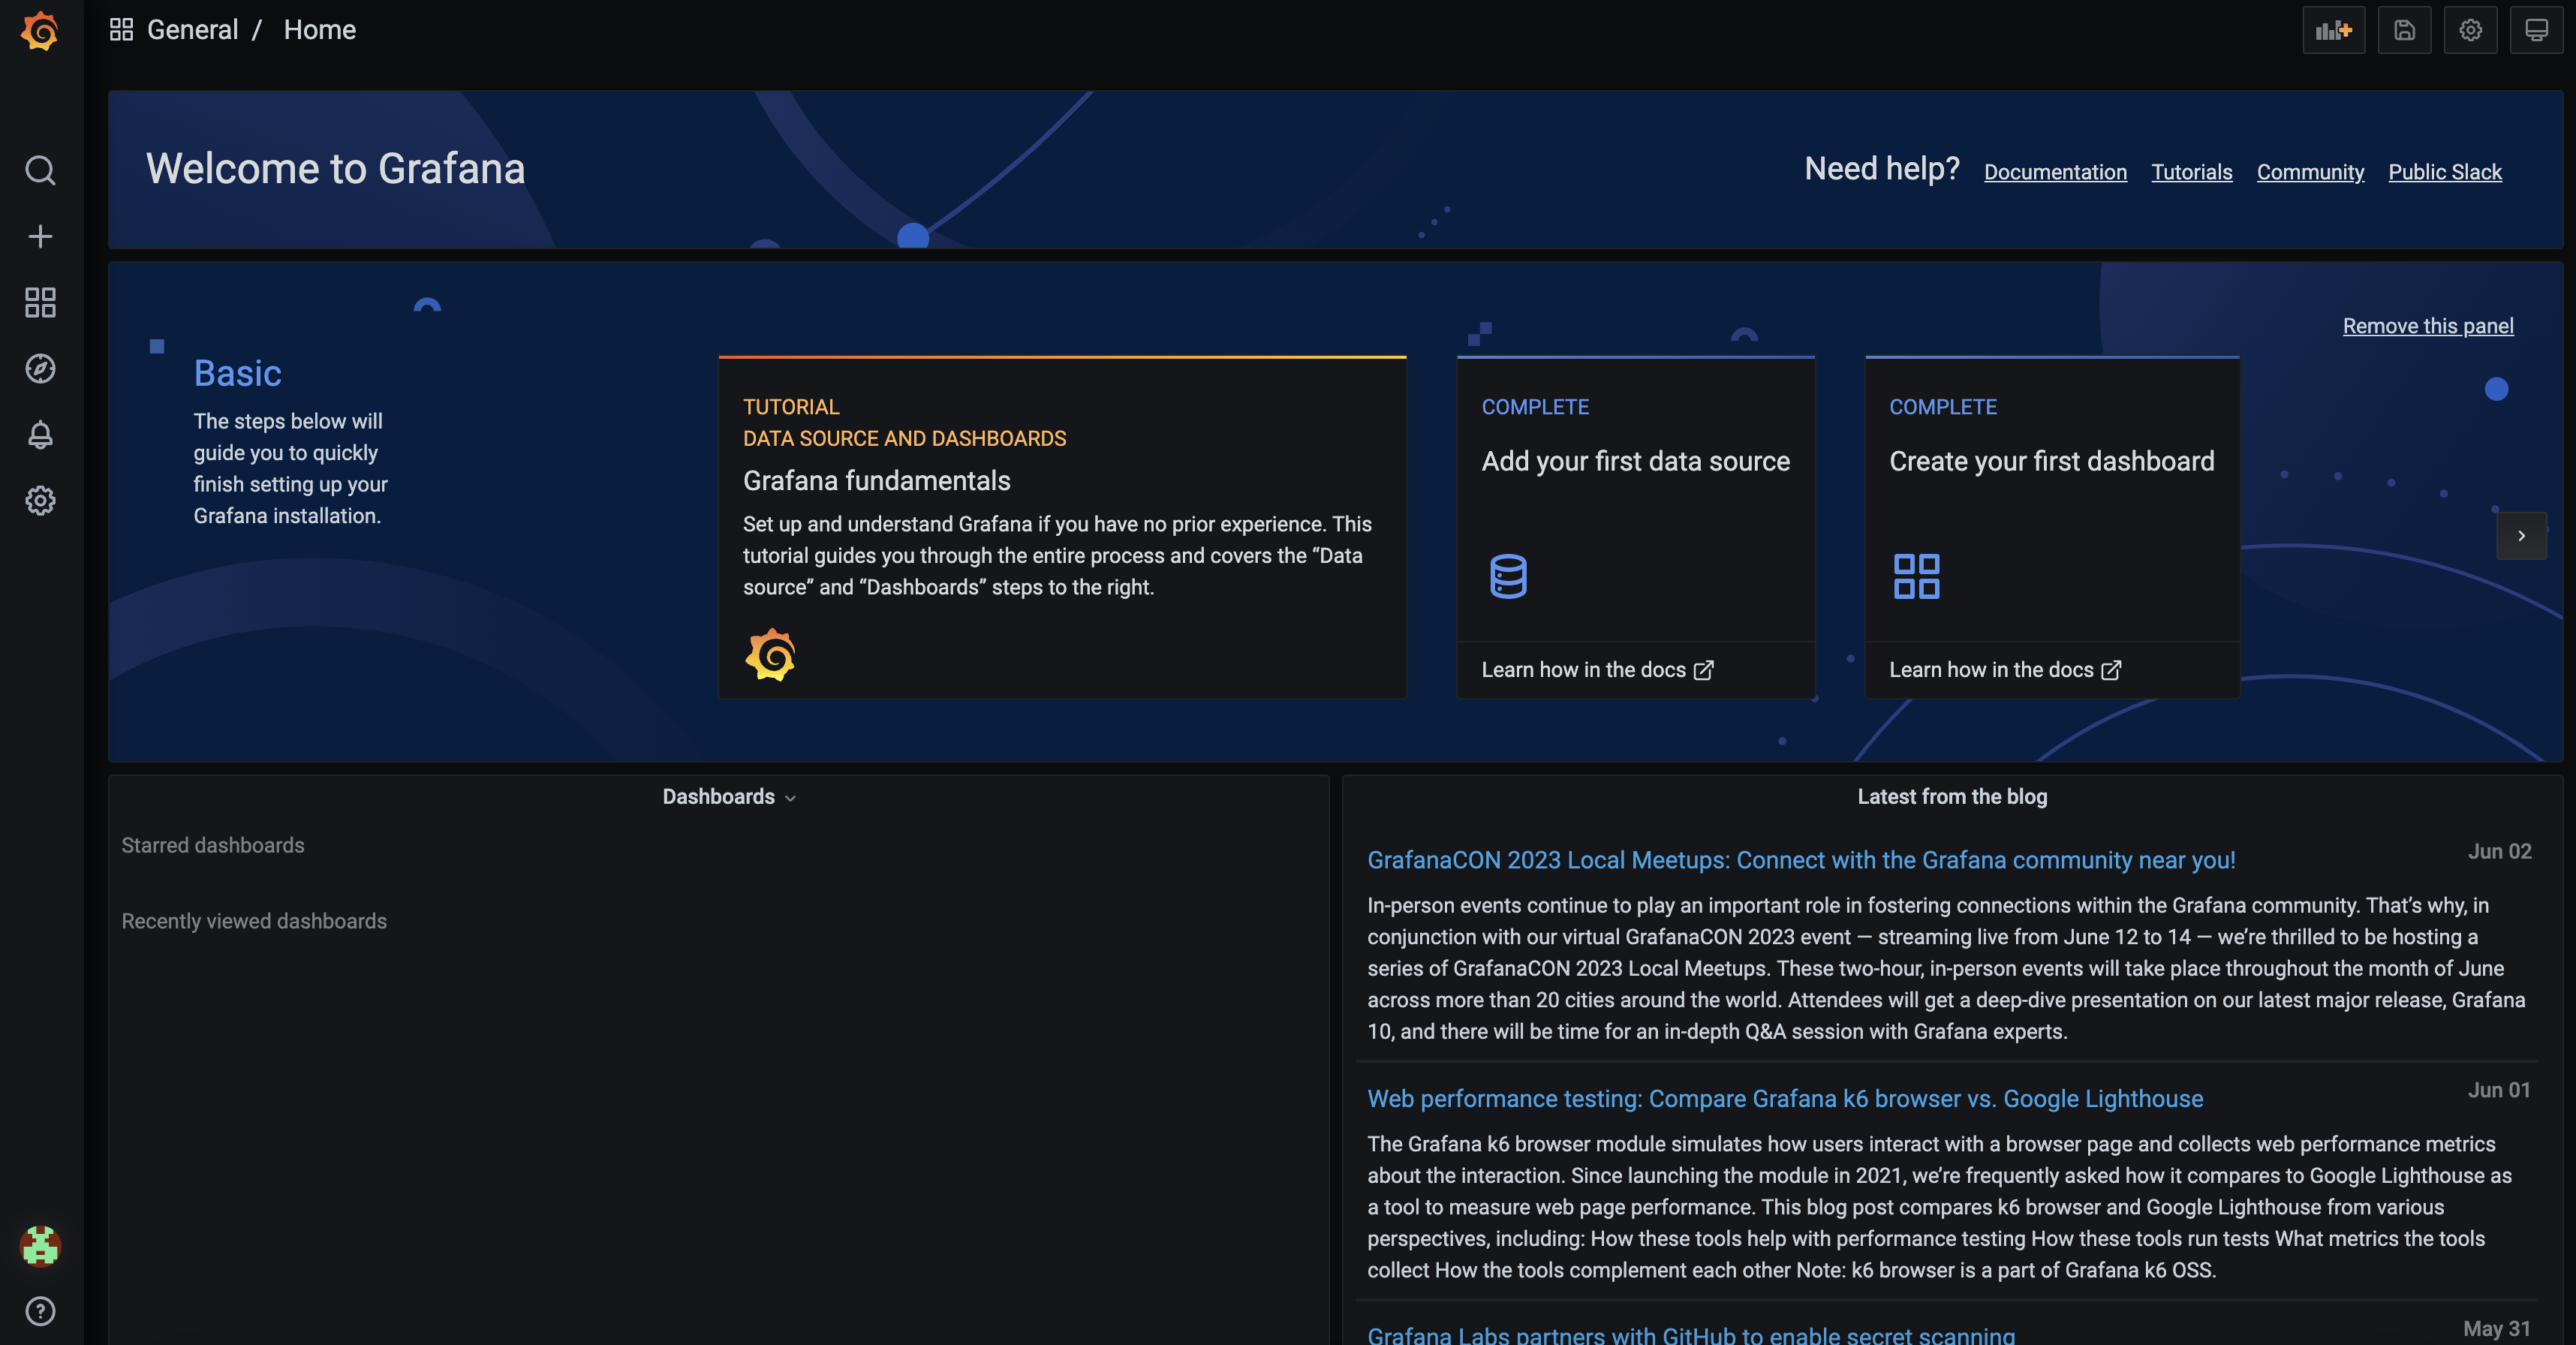 General / Home
Welcome to Grafana
Need help? Documentation Tutorials Community Public Slack
Remove this panel
Basic
The steps below will
guide you to quickly
finish setting up your
Grafana installation.
TUTORIAL
DATA SOURCE AND DASHBOARDS
Grafana fundamentals
Set up and understand Grafana if you have no prior experience. This
tutorial guides you through the entire process and covers the “Data
source” and “Dashboards” steps to the right.
COMPLETE
Add your first data source
Learn how in the docs
COMPLETE
Create your first dashboard
Learn how in the docs
Dashboards
Starred dashboards
Recently viewed dashboards
Latest from the blog
GrafanaCON 2023 Local Meetups: Connect with the Grafana community near you!
Jun 02
In-person events continue to play an important role in fostering connections within the Grafana community. That’s why, in
conjunction with our virtual GrafanaCON 2023 event — streaming live from June 12 to 14 — we’re thrilled to be hosting a
series of GrafanaCON 2023 Local Meetups. These two-hour, in-person events will take place throughout the month of June
across more than 20 cities around the world. Attendees will get a deep-dive presentation on our latest major release, Grafana
10, and there will be time for an in-depth Q&A session with Grafana experts.
Web performance testing: Compare Grafana k6 browser vs. Google Lighthouse
Jun 01
The Grafana k6 browser module simulates how users interact with a browser page and collects web performance metrics
about the interaction. Since launching the module in 2021, we’re frequently asked how it compares to Google Lighthouse as
a tool to measure web page performance. This blog post compares k6 browser and Google Lighthouse from various
perspectives, including: How these tools help with performance testing How these tools run tests What metrics the tools
collect How the tools complement each other Note: k6 browser is a part of Grafana k6 OSS.
Grafana Labs partners with GitHub to enable secret scanning
May 31